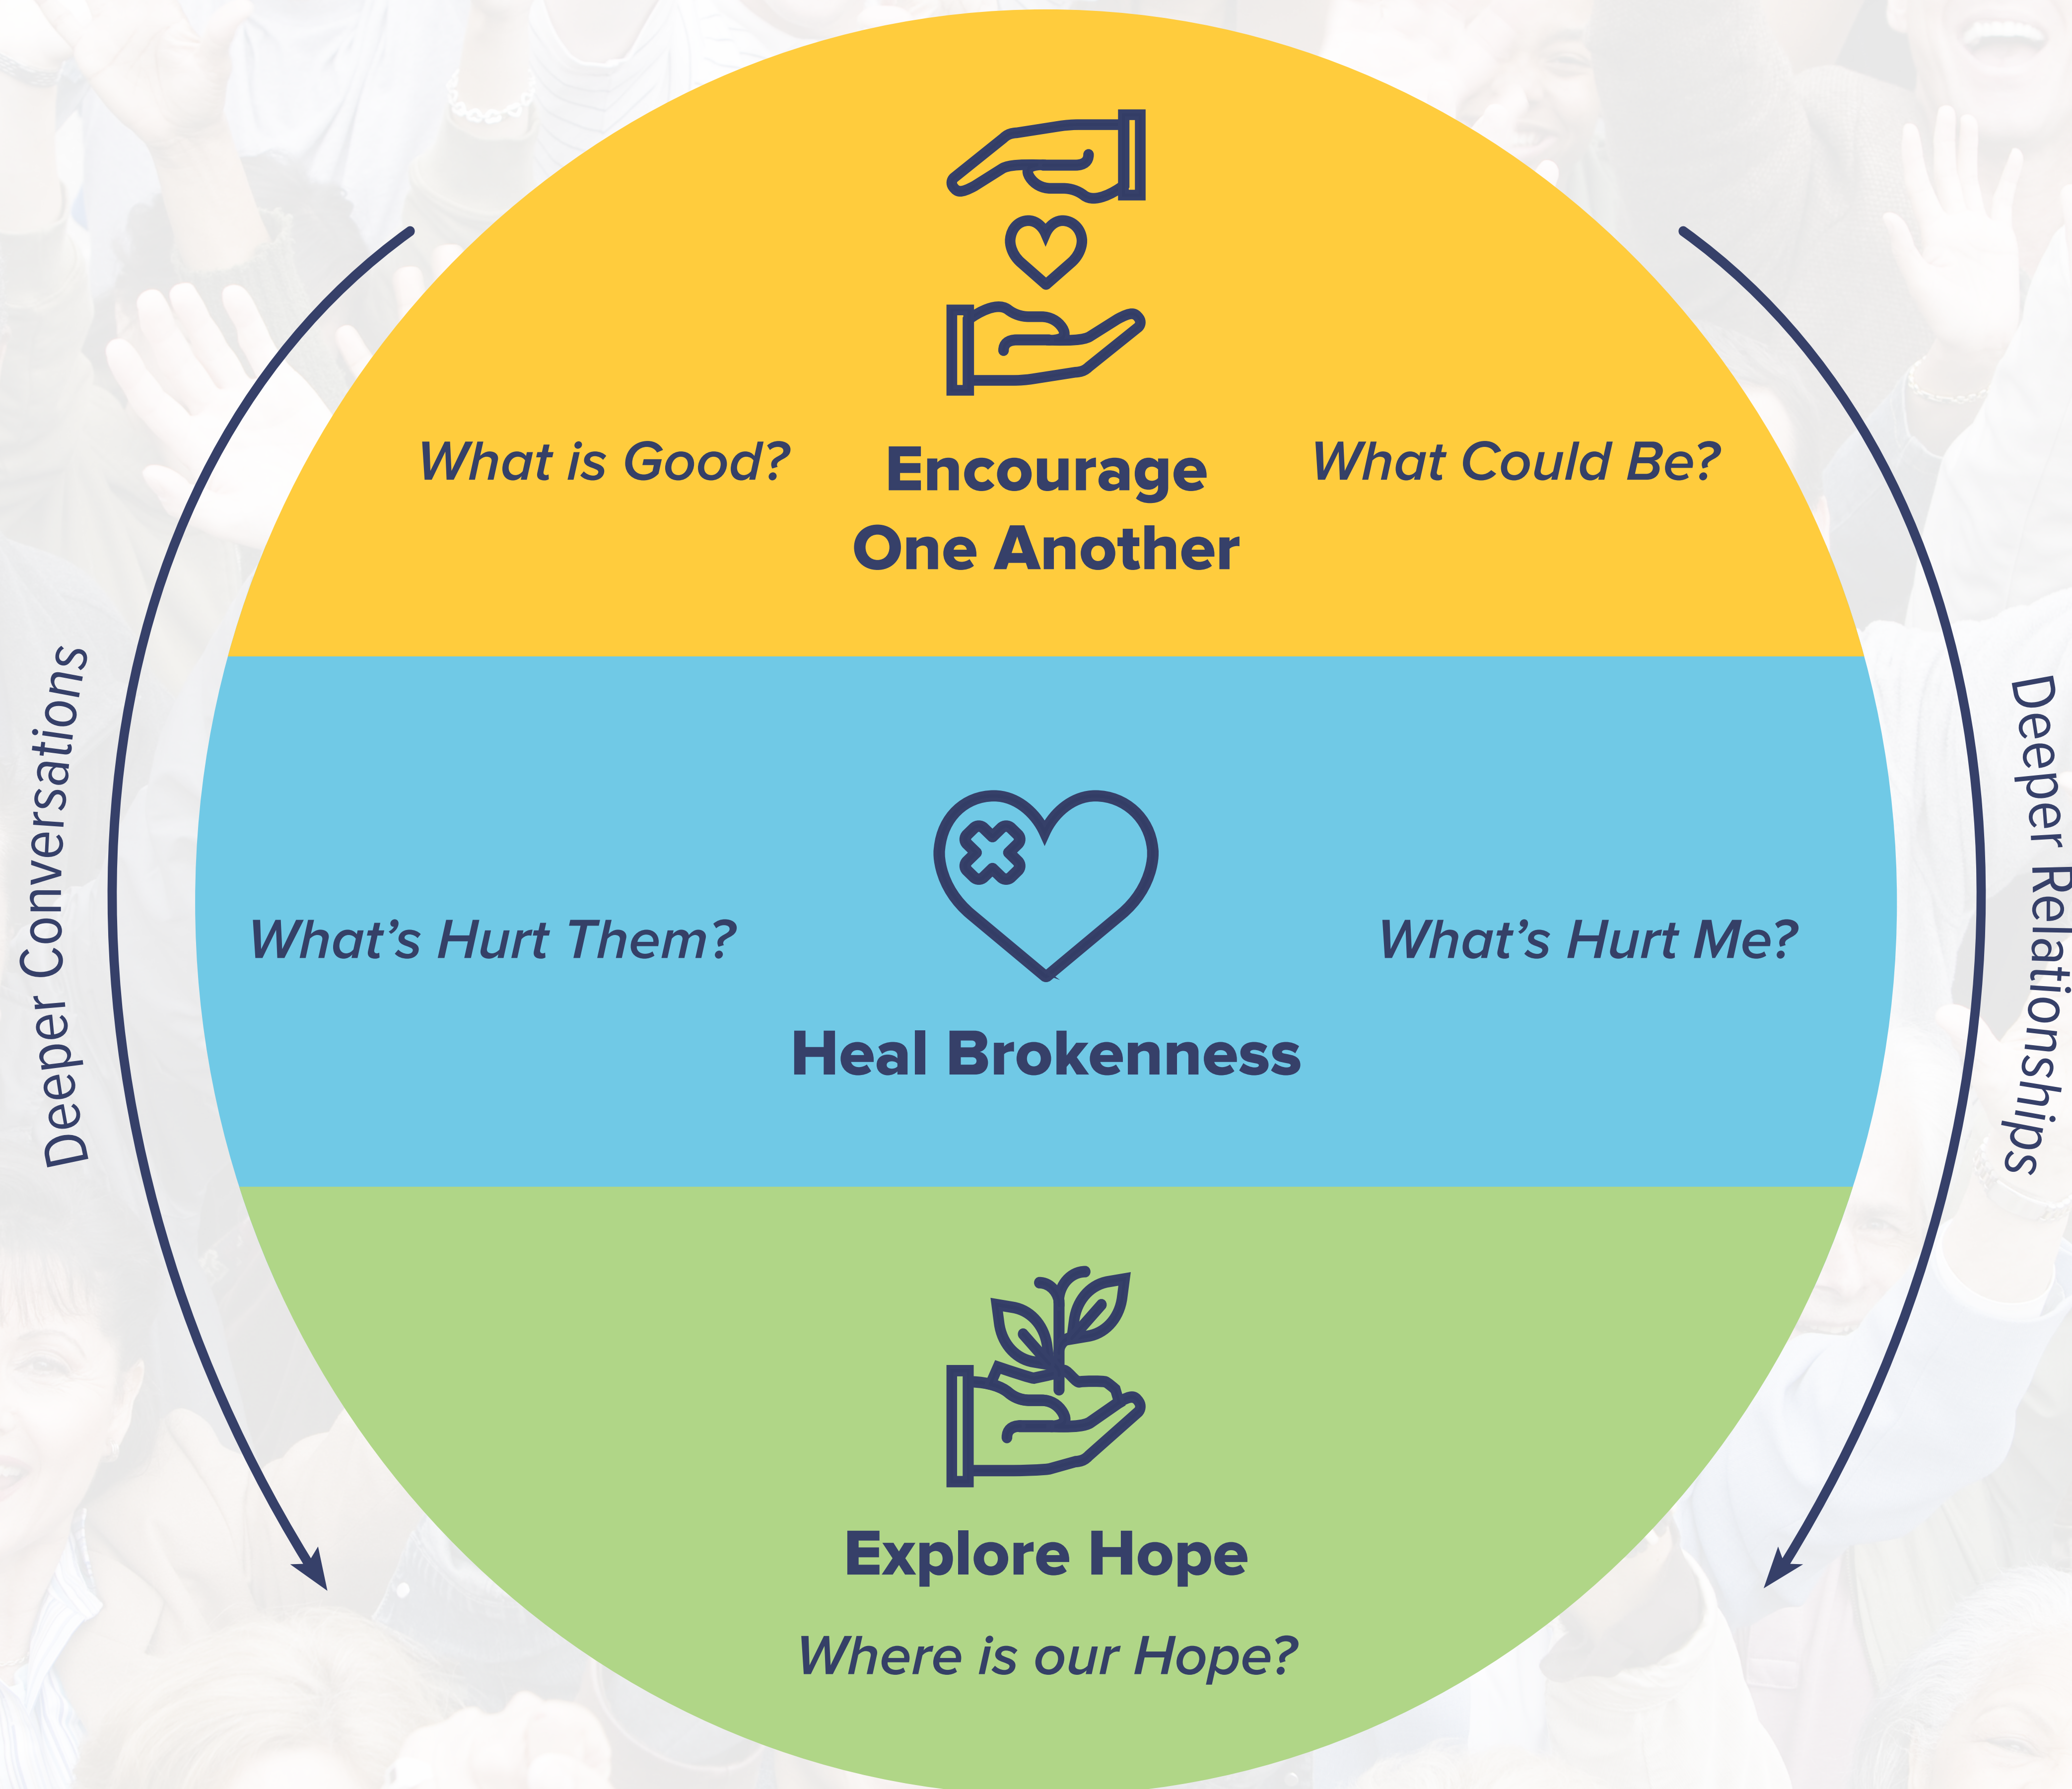 What is Good?
Encourage
One Another
What Could Be?
Deeper Conversations
Deeper Relationships
What’s Hurt Them?
What’s Hurt Me?
Heal Brokenness
Explore Hope
Where is our Hope?